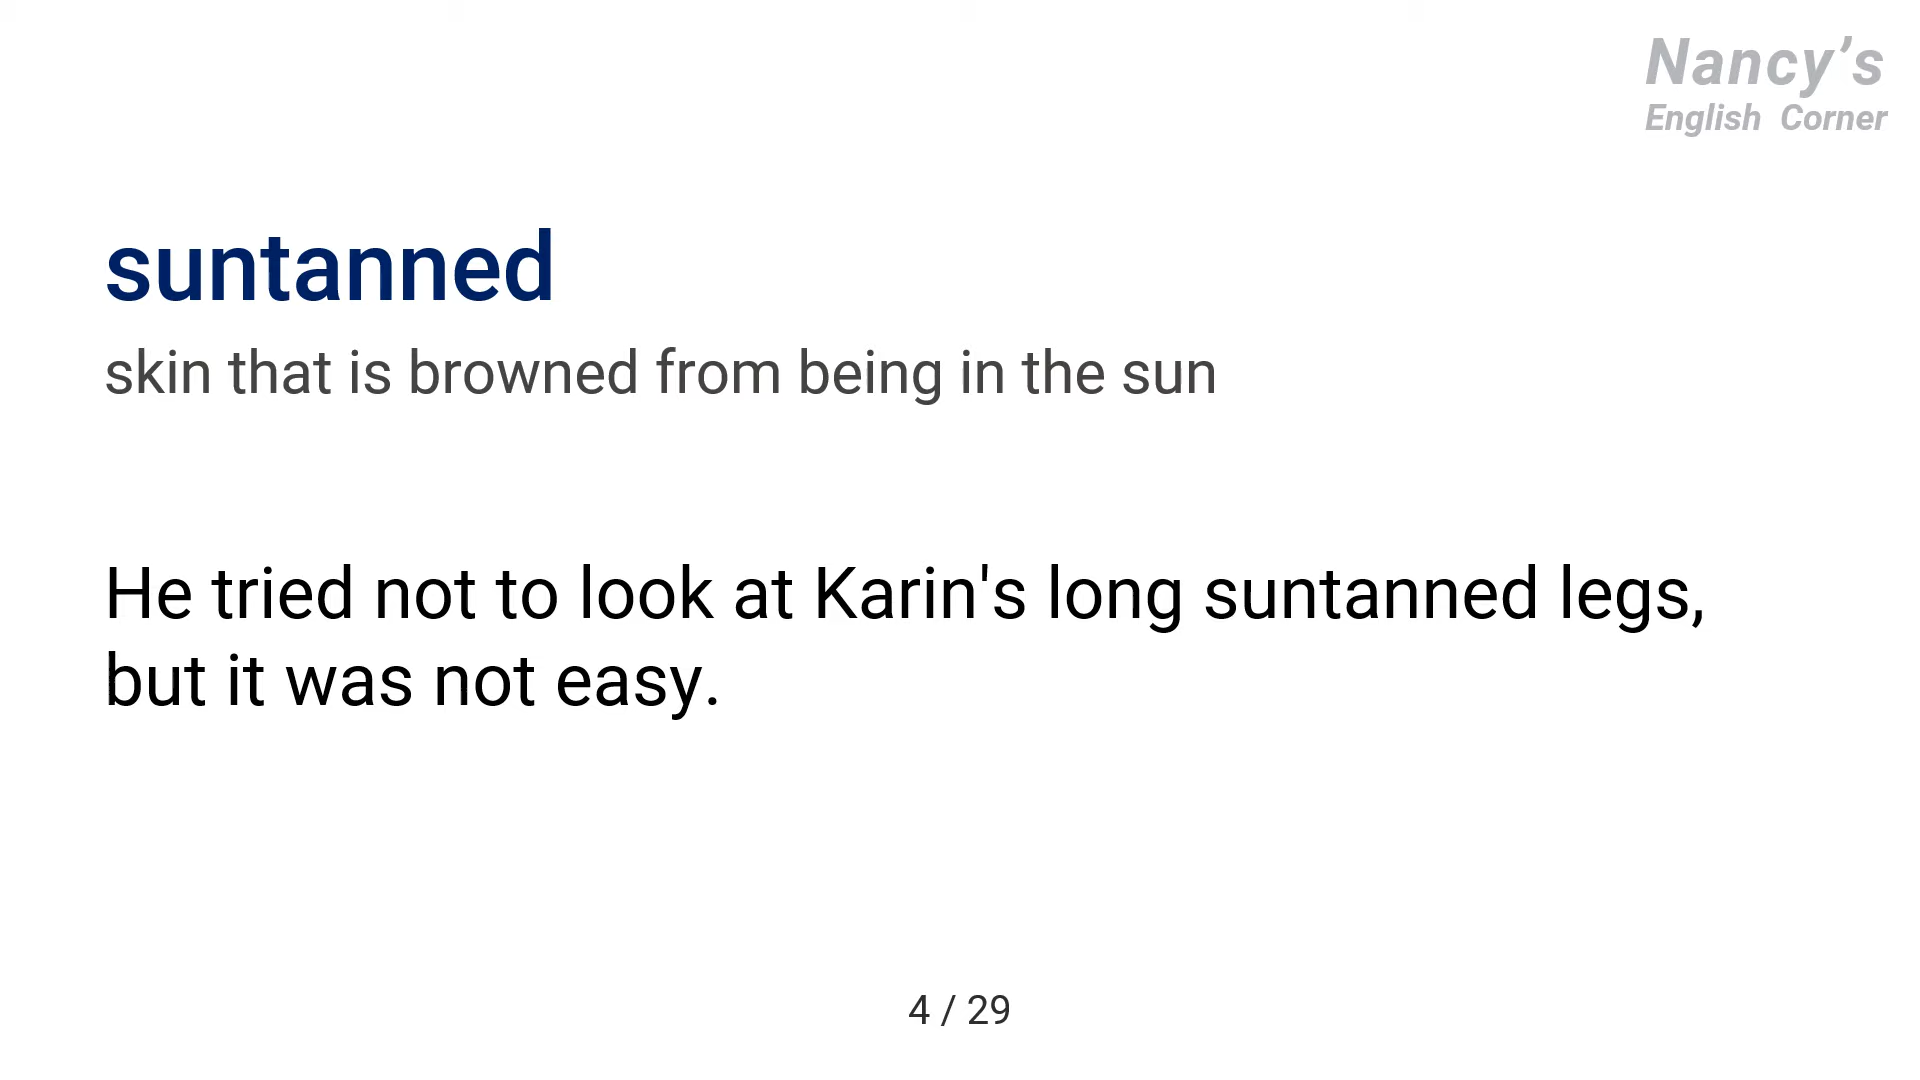 Nancy’s
English Corner
suntanned
skin that is browned from being in the sun
He tried not to look at Karin's long suntanned legs,
but it was not easy.
4 / 29